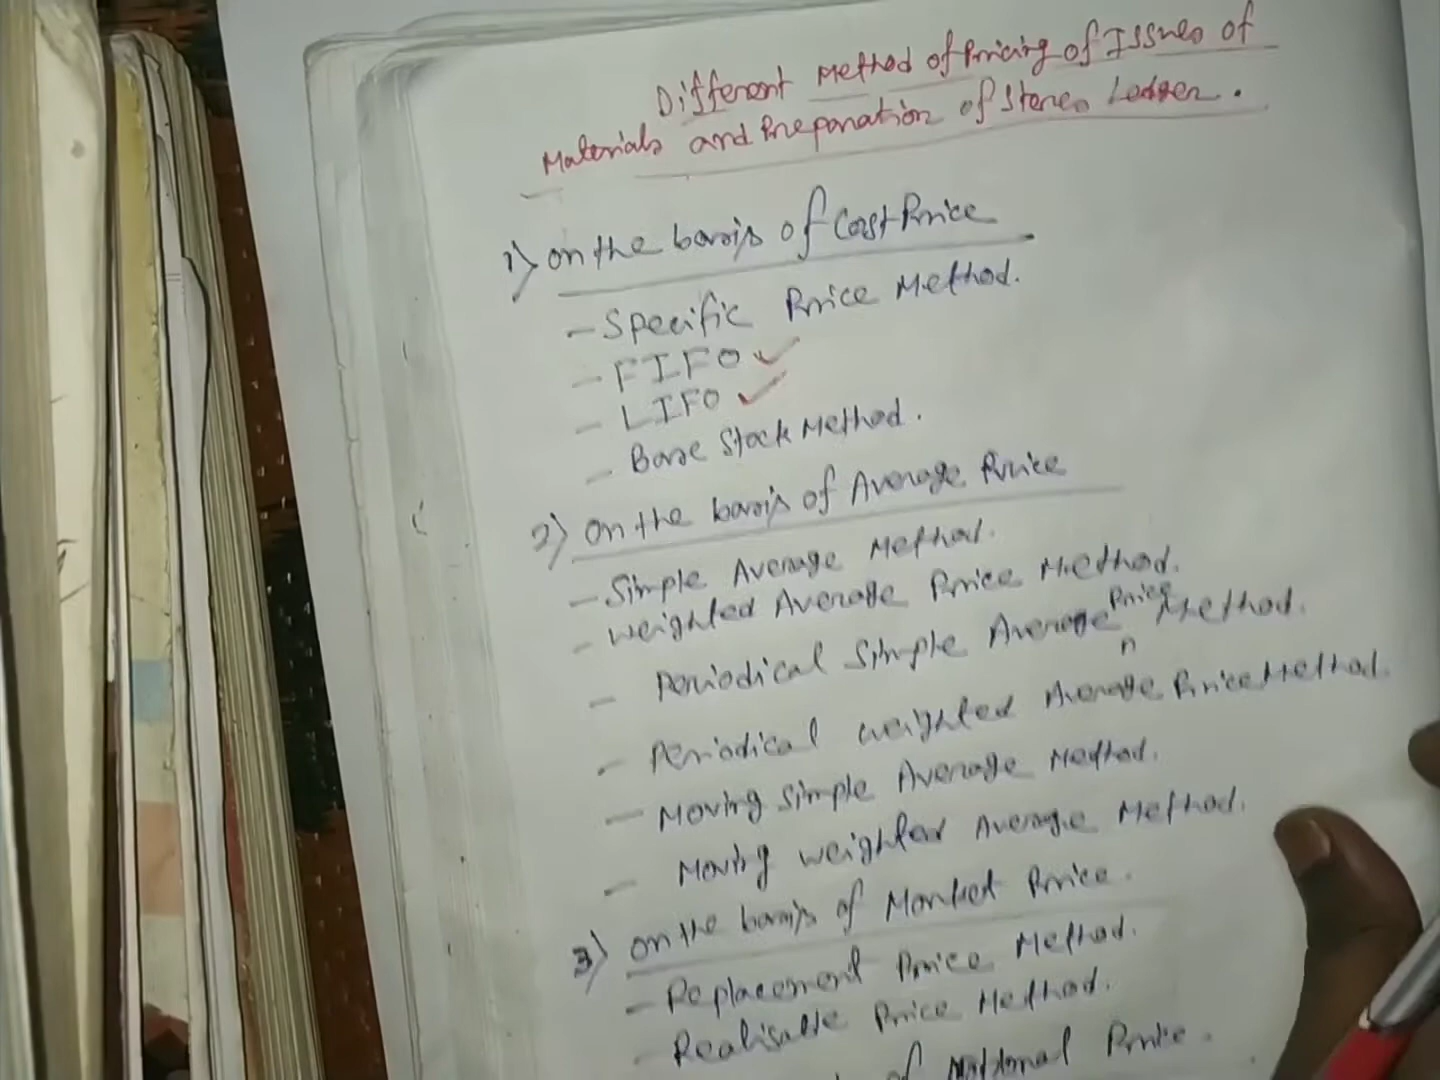 Different Method of Pricing of Issues of
Materials and Preparation of Stores Ledger.
1) on the basis of Cost Price
- Specific Price Method.
- FIFO ✓
- LIFO ✓
- Base Stock Method.
2) on the basis of Average Price
- Simple Average Method.
- Weighted Average Price Method.
- Periodical Simple Average Price Method.
- Periodical Weighted Average Price Method.
- Moving Simple Average Method.
- Moving Weighted Average Method.
3) on the basis of Market Price.
- Replacement Price Method.
- Realisable Price Method.
of Notional Price.